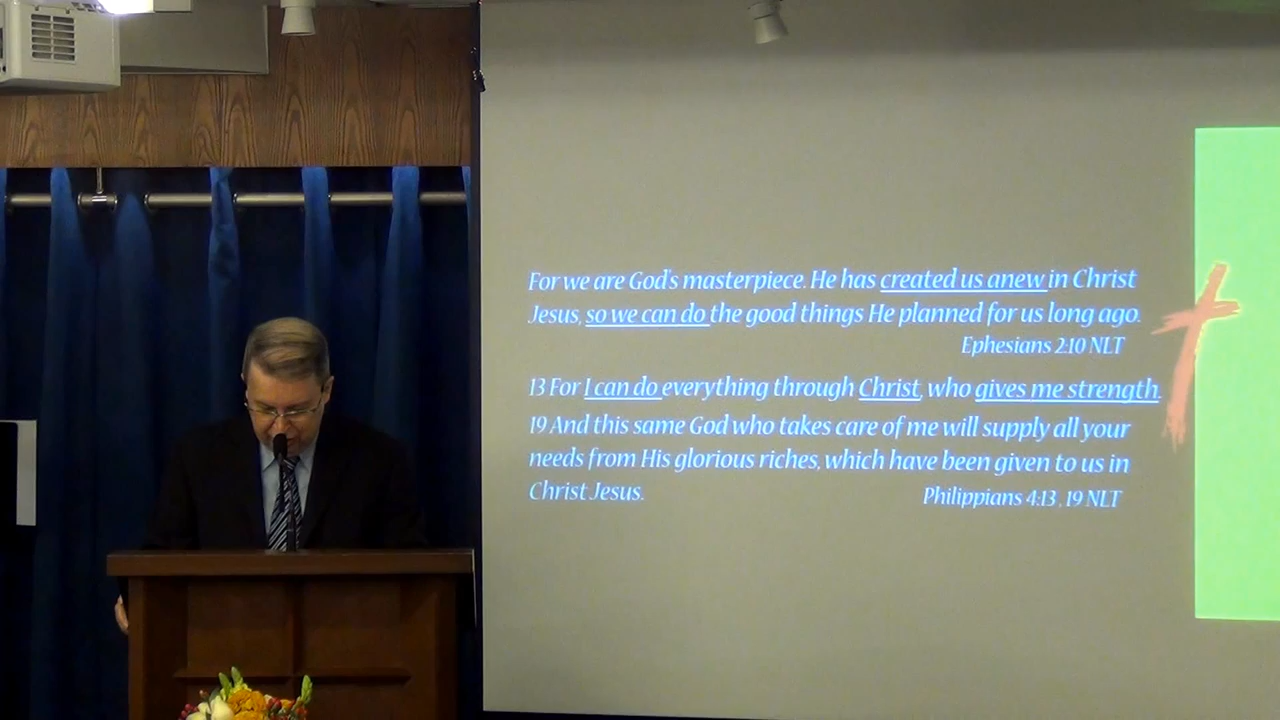 For we are God's masterpiece. He has created us anew in Christ
Jesus, so we can do the good things He planned for us long ago.
Ephesians 2:10 NLT
13 For I can do everything through Christ, who gives me strength.
19 And this same God who takes care of me will supply all your
needs from His glorious riches, which have been given to us in
Christ Jesus.
Philippians 4:13, 19 NLT